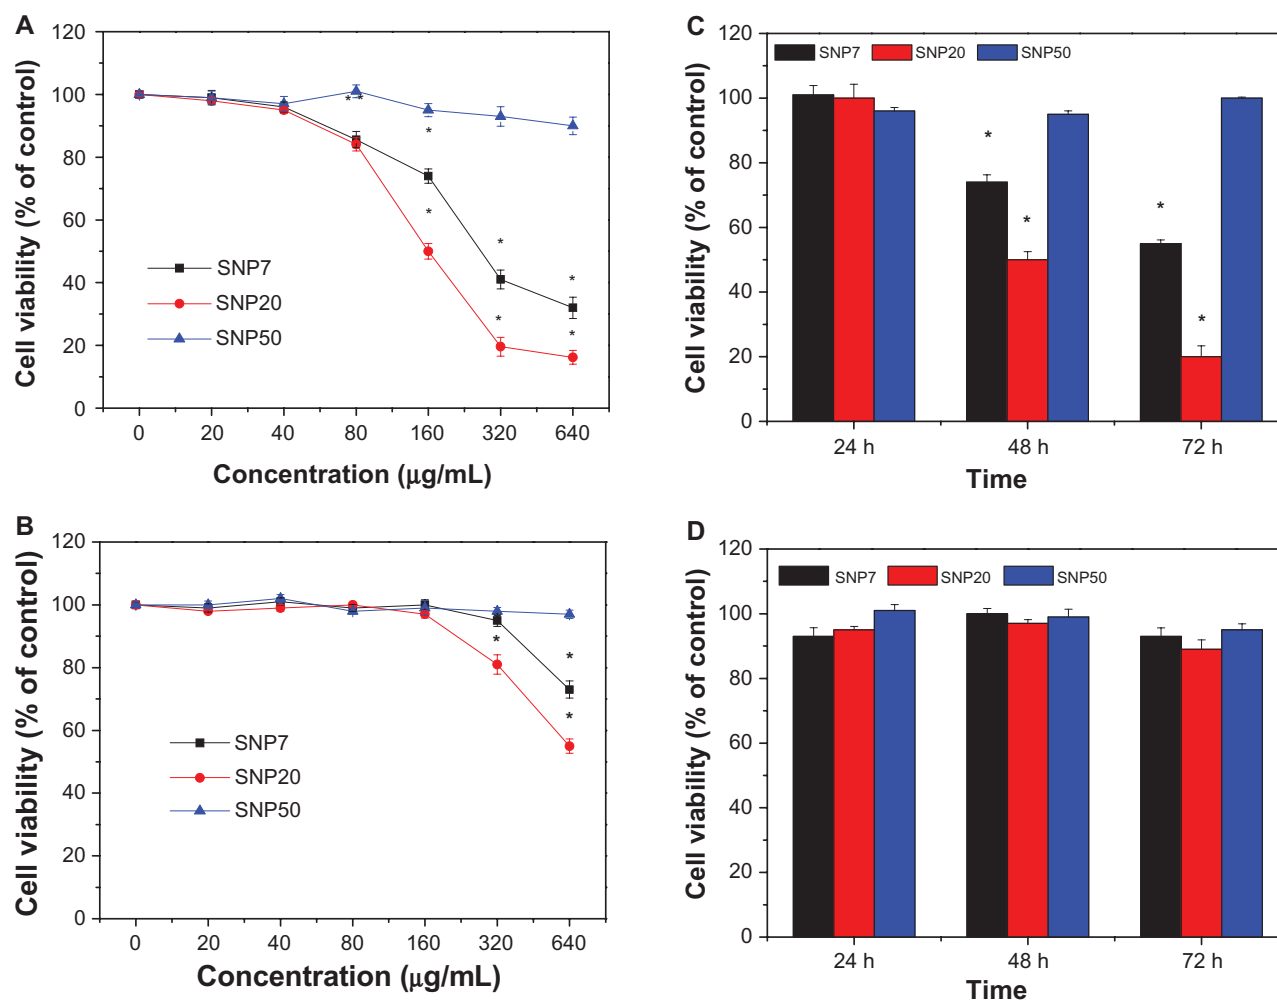 A
120
100
80
60
40
20
0
Cell viability (% of control)
* *
*
*
*
*
*
*
SNP7
SNP20
SNP50
0 20 40 80 160 320 640
Concentration (μg/mL)
B
120
100
80
60
40
20
0
Cell viability (% of control)
*
*
*
SNP7
SNP20
SNP50
0 20 40 80 160 320 640
Concentration (μg/mL)
C
120
100
80
60
40
20
0
Cell viability (% of control)
SNP7 SNP20 SNP50
*
*
*
*
24 h 48 h 72 h
Time
D
120
100
80
60
40
20
0
Cell viability (% of control)
SNP7 SNP20 SNP50
24 h 48 h 72 h
Time